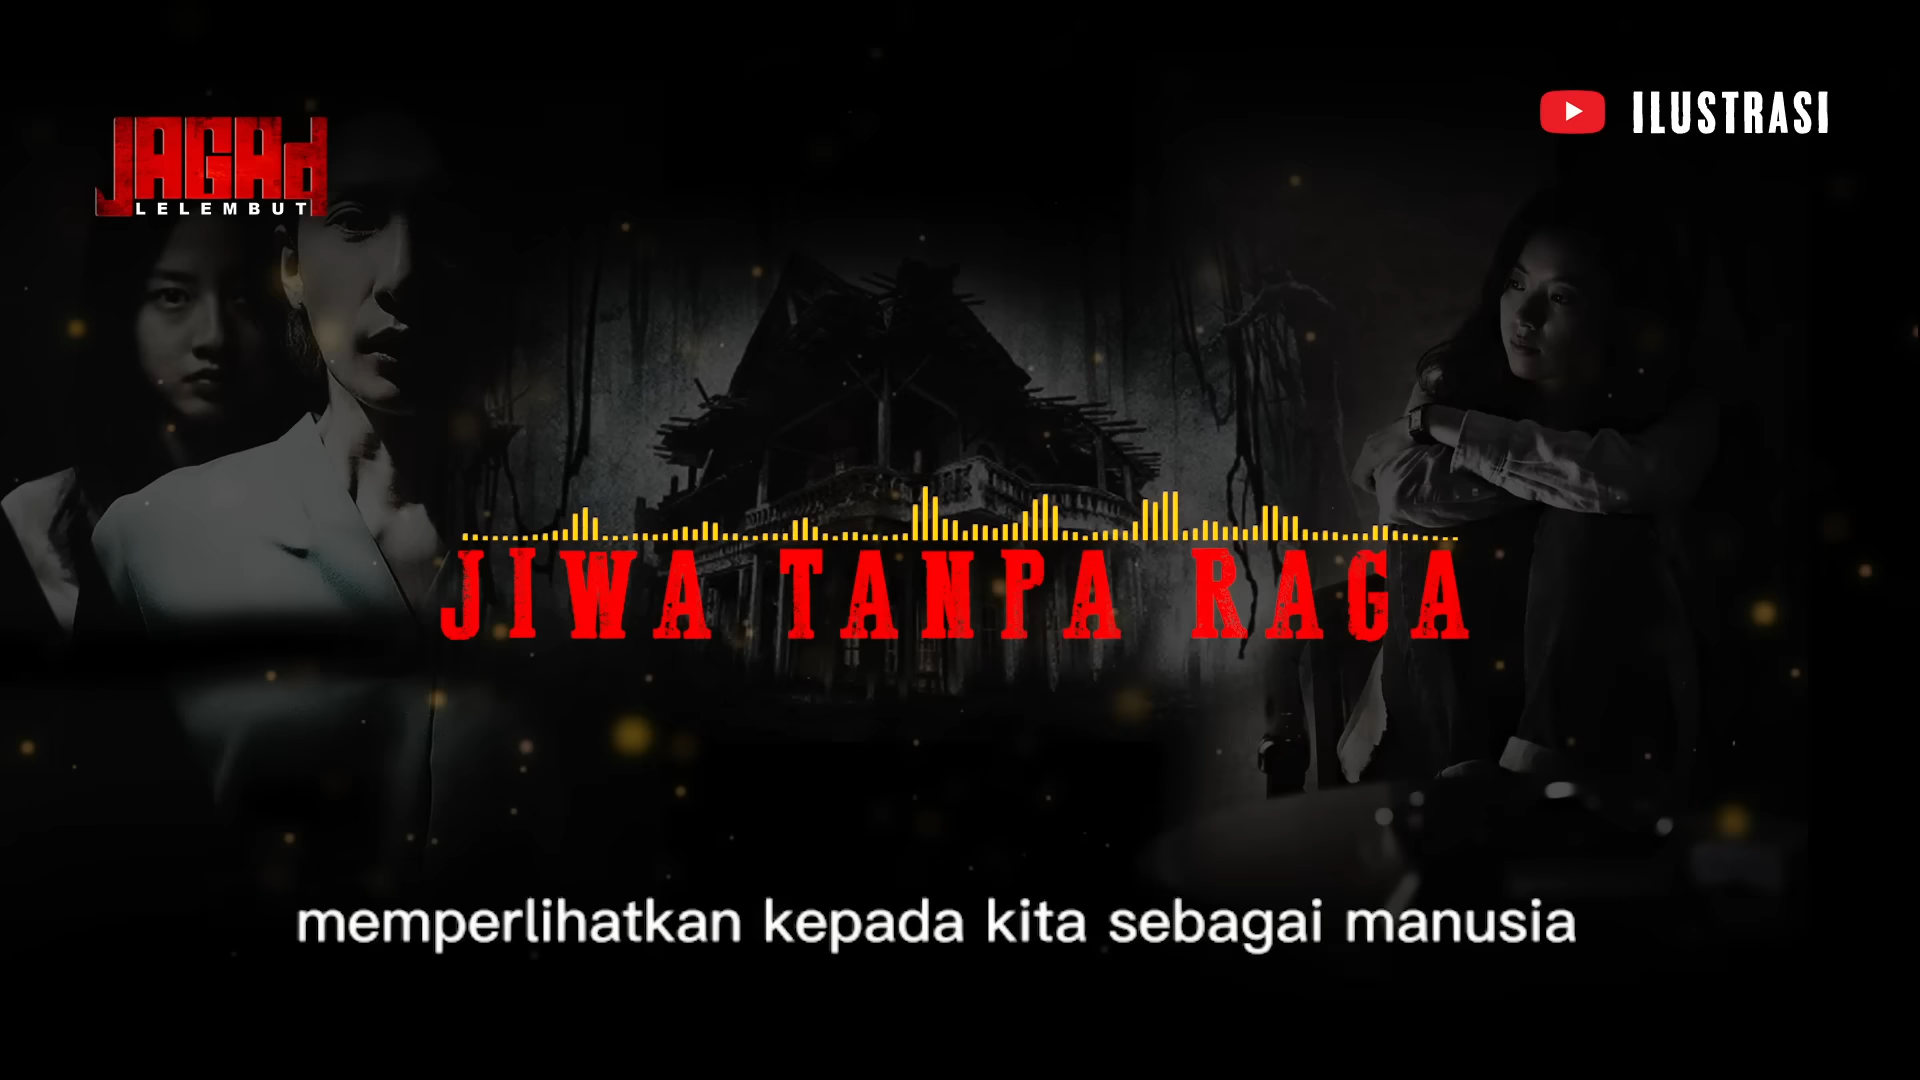 JAGAd
LELEMBUT
ILUSTRASI
JIWA TANPA RAGA
memperlihatkan kepada kita sebagai manusia